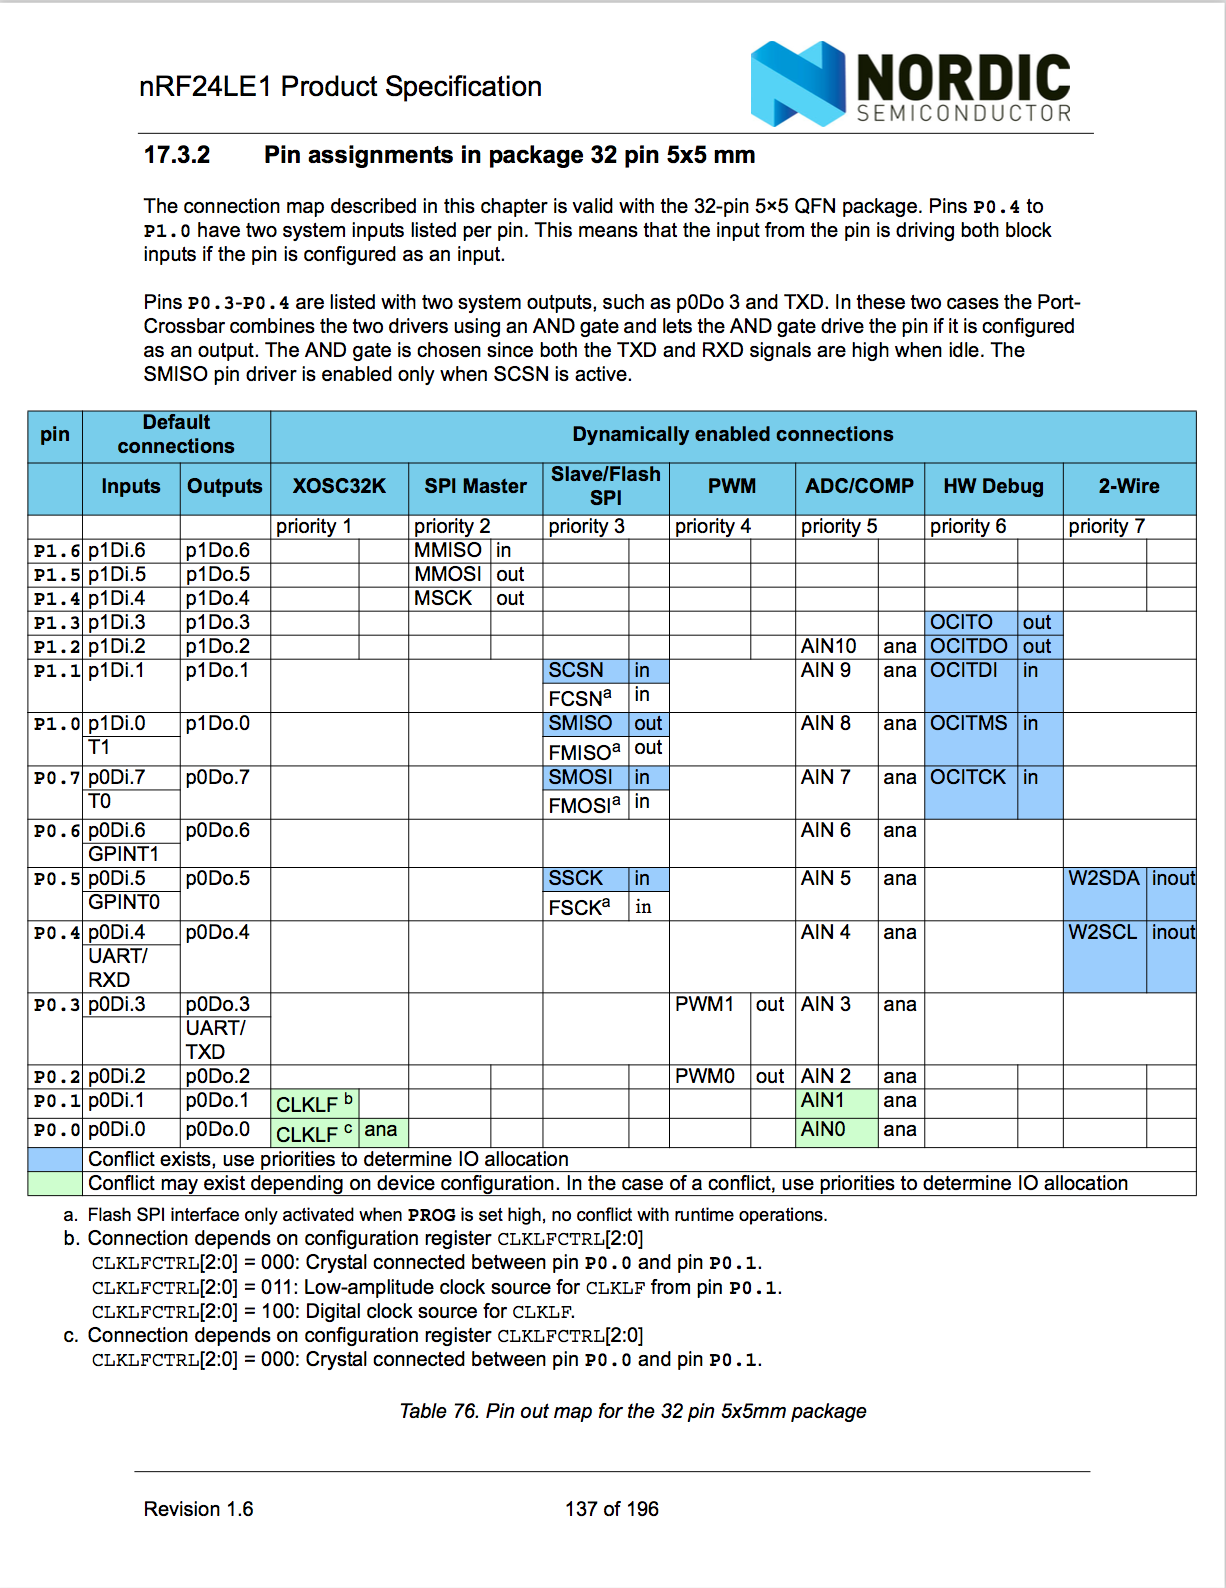 nRF24LE1 Product Specification
NORDIC
SEMICONDUCTOR
17.3.2 Pin assignments in package 32 pin 5x5 mm
The connection map described in this chapter is valid with the 32-pin 5×5 QFN package. Pins P0.4 to
P1.0 have two system inputs listed per pin. This means that the input from the pin is driving both block
inputs if the pin is configured as an input.
Pins P0.3-P0.4 are listed with two system outputs, such as p0Do 3 and TXD. In these two cases the Port-
Crossbar combines the two drivers using an AND gate and lets the AND gate drive the pin if it is configured
as an output. The AND gate is chosen since both the TXD and RXD signals are high when idle. The
SMISO pin driver is enabled only when SCSN is active.
pin Default connections Dynamically enabled connections
Inputs Outputs XOSC32K SPI Master Slave/Flash SPI PWM ADC/COMP HW Debug 2-Wire
priority 1 priority 2 priority 3 priority 4 priority 5 priority 6 priority 7
P1.6 p1Di.6 p1Do.6 MMISO in
P1.5 p1Di.5 p1Do.5 MMOSI out
P1.4 p1Di.4 p1Do.4 MSCK out
P1.3 p1Di.3 p1Do.3 OCITO out
P1.2 p1Di.2 p1Do.2 AIN10 ana OCITDO out
P1.1 p1Di.1 p1Do.1 SCSN in AIN 9 ana OCITDI in
FCSNa in
P1.0 p1Di.0 p1Do.0 SMISO out AIN 8 ana OCITMS in
T1 FMISOa out
P0.7 p0Di.7 p0Do.7 SMOSI in AIN 7 ana OCITCK in
T0 FMOSIa in
P0.6 p0Di.6 p0Do.6 AIN 6 ana
GPINT1
P0.5 p0Di.5 p0Do.5 SSCK in AIN 5 ana W2SDA inout
GPINT0 FSCKa in
P0.4 p0Di.4 p0Do.4 AIN 4 ana W2SCL inout
UART/
RXD
P0.3 p0Di.3 p0Do.3 PWM1 out AIN 3 ana
UART/
TXD
P0.2 p0Di.2 p0Do.2 PWM0 out AIN 2 ana
P0.1 p0Di.1 p0Do.1 CLKLF b AIN1 ana
P0.0 p0Di.0 p0Do.0 CLKLF c ana AIN0 ana
Conflict exists, use priorities to determine IO allocation
Conflict may exist depending on device configuration. In the case of a conflict, use priorities to determine IO allocation
a. Flash SPI interface only activated when PROG is set high, no conflict with runtime operations.
b. Connection depends on configuration register CLKLFCTRL[2:0]
CLKLFCTRL[2:0] = 000: Crystal connected between pin P0.0 and pin P0.1.
CLKLFCTRL[2:0] = 011: Low-amplitude clock source for CLKLF from pin P0.1.
CLKLFCTRL[2:0] = 100: Digital clock source for CLKLF.
c. Connection depends on configuration register CLKLFCTRL[2:0]
CLKLFCTRL[2:0] = 000: Crystal connected between pin P0.0 and pin P0.1.
Table 76. Pin out map for the 32 pin 5x5mm package
Revision 1.6 137 of 196